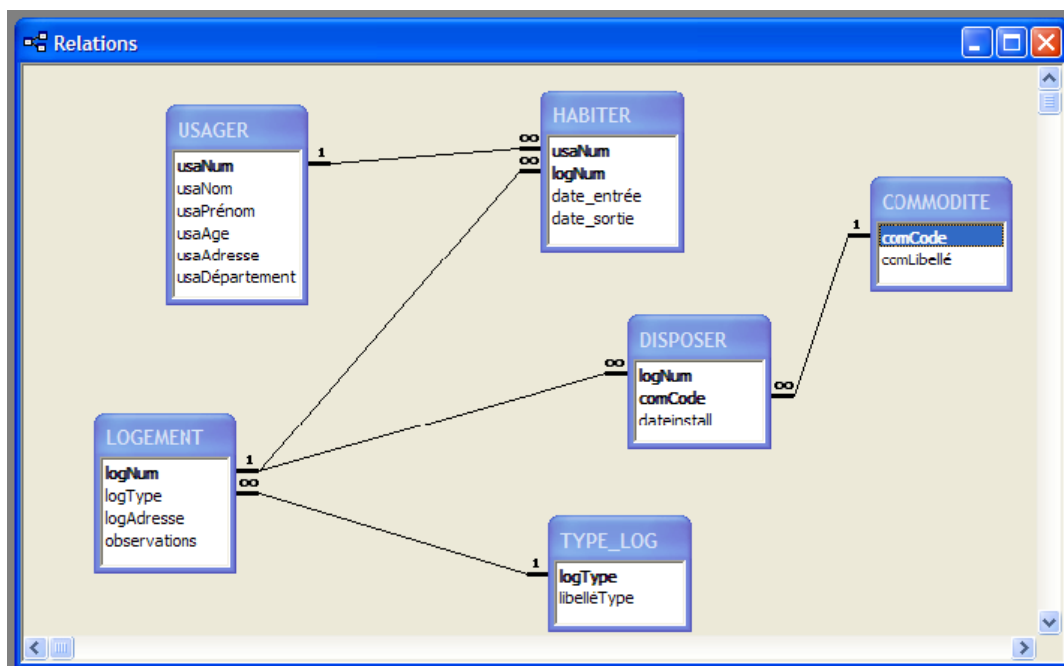 Relations
USAGER
usaNum
usaNom
usaPrénom
usaAge
usaAdresse
usaDépartement
1
∞
∞
HABITER
usaNum
logNum
date_entrée
date_sortie
COMMODITE
comCode
comLibellé
1
DISPOSER
logNum
comCode
dateinstall
∞
∞
LOGEMENT
logNum
logType
logAdresse
observations
1
∞
TYPE_LOG
logType
libelléType
1